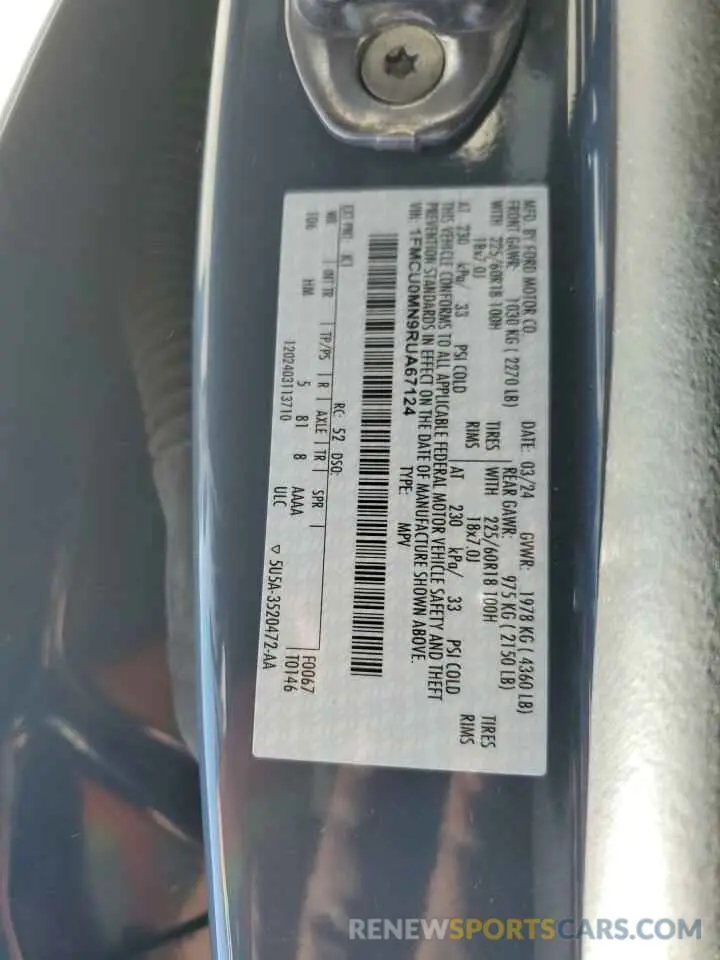 MFD. BY FORD MOTOR CO. DATE: 03/24 GVWR: 1978 KG ( 4360 LB)
FRONT GAWR: 1030 KG ( 2270 LB) REAR GAWR: 975 KG ( 2150 LB)
WITH 225/60R18 100H TIRES WITH 225/60R18 100H TIRES
18x7.0J RIMS 18x7.0J RIMS
AT 230 kPa/ 33 PSI COLD AT 230 kPa/ 33 PSI COLD
THIS VEHICLE CONFORMS TO ALL APPLICABLE FEDERAL MOTOR VEHICLE SAFETY AND THEFT
PREVENTION STANDARDS IN EFFECT ON THE DATE OF MANUFACTURE SHOWN ABOVE.
VIN: 1FMCU0MN9RUA67124 TYPE: MPV
EXT PNT: RC: 52 DSO:
WB INT TR TP/PS R AXLE TR SPR
106 HM 5 81 8 AAAA
1202403113710 ULC
▽ 5U5A-3520472-AA
F0067
T0146
RENEWSPORTSCARS.COM